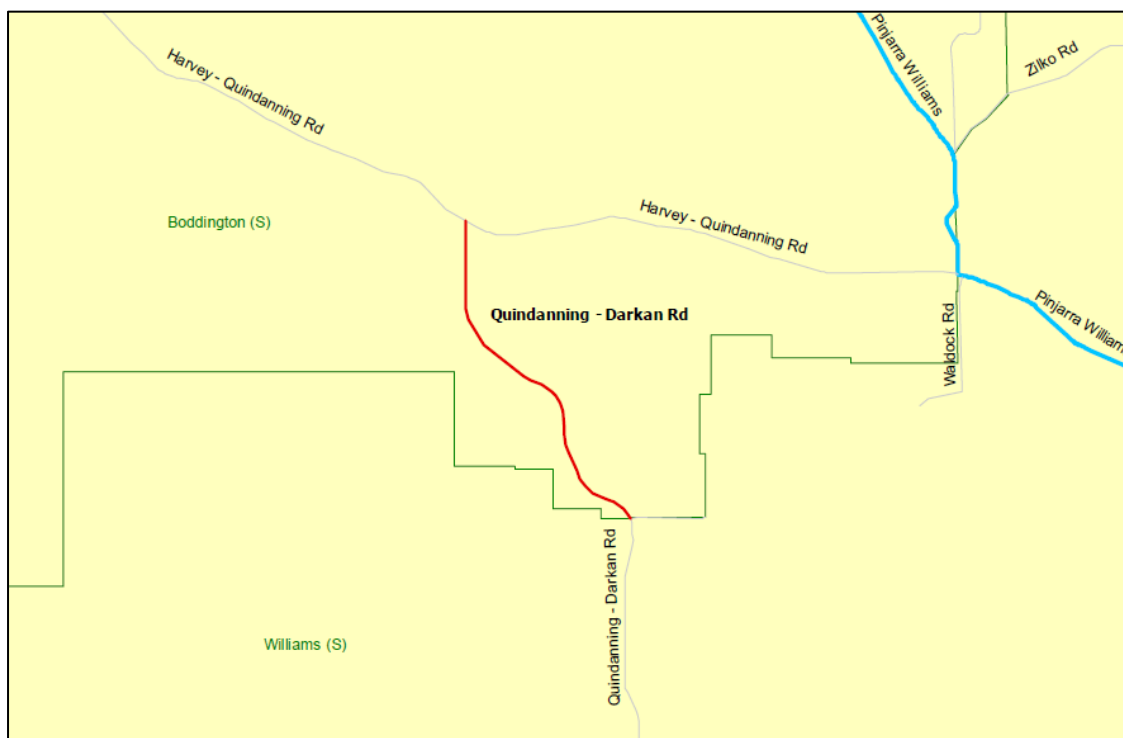 Pinjarra Williams
Zilko Rd
Harvey - Quindanning Rd
Boddington (S)
Harvey - Quindanning Rd
Quindanning - Darkan Rd
Pinjarra William
Waldock Rd
Quindanning - Darkan Rd
Williams (S)